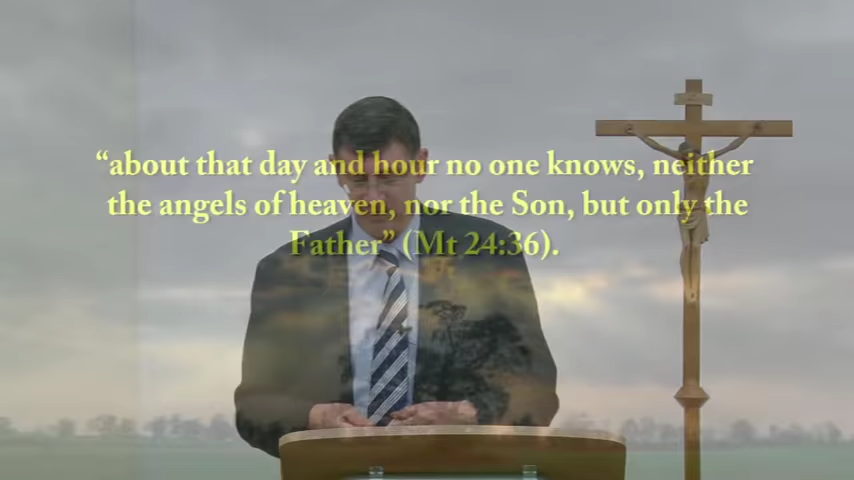 “about that day and hour no one knows, neither
the angels of heaven, nor the Son, but only the
Father” (Mt 24:36).